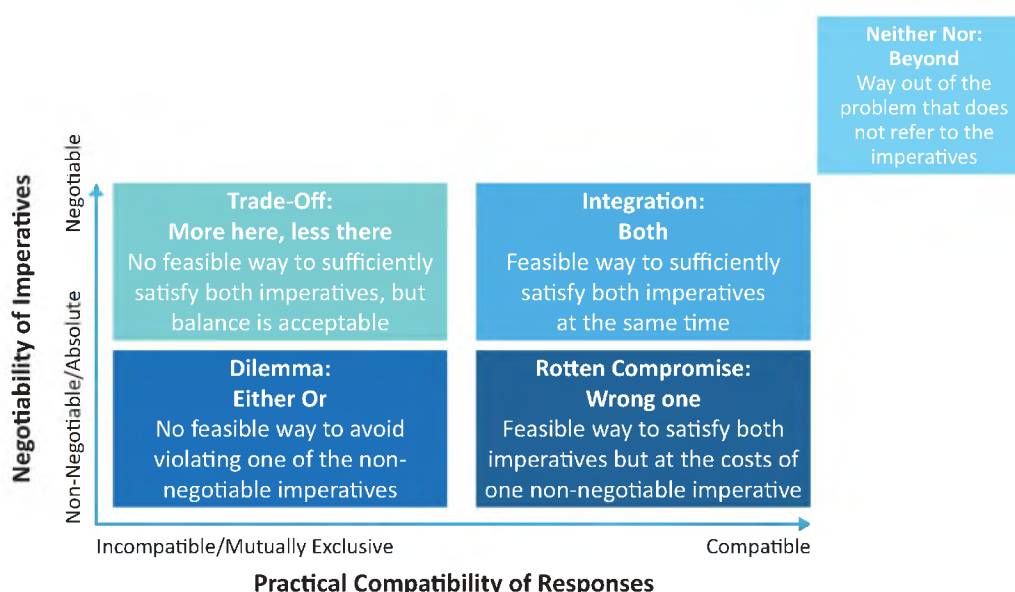 Neither Nor:
Beyond
Way out of the
problem that does
not refer to the
imperatives
Negotiability of Imperatives
Negotiable
Non-Negotiable/Absolute
Trade-Off:
More here, less there
No feasible way to sufficiently
satisfy both imperatives, but
balance is acceptable
Integration:
Both
Feasible way to sufficiently
satisfy both imperatives
at the same time
Dilemma:
Either Or
No feasible way to avoid
violating one of the non-
negotiable imperatives
Rotten Compromise:
Wrong one
Feasible way to satisfy both
imperatives but at the costs of
one non-negotiable imperative
Incompatible/Mutually Exclusive
Compatible
Practical Compatibility of Responses